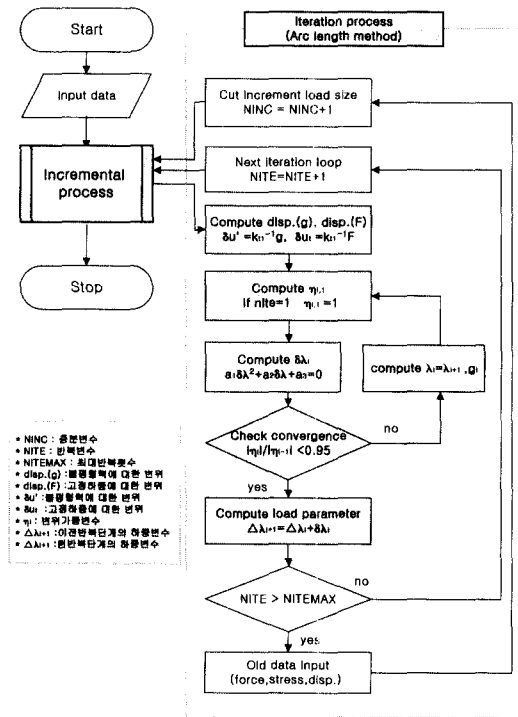 Start
Input data
Incremental
process
Stop
Iteration process
(Arc length method)
Cut increment load size
NINC = NINC+1
Next iteration loop
NITE=NITE+1
Compute disp.(g), disp.(F)
δu' =kt1⁻¹g, δut =kt1⁻¹F
Compute ηi,1
if nite=1 ηi,1 =1
Compute δλi
a1δλ²+a2δλ+a3=0
compute λi=λi+1 ,gi
Check convergence
|ηi|/|ηi-1| <0.95
no
yes
Compute load parameter
△λi+1=△λi+δλi
NITE > NITEMAX
no
yes
Old data input
(force,stress,disp.)
* NINC : 증분변수
* NITE : 반복변수
* NITEMAX : 최대반복횟수
* disp.(g) : 불평형력에 대한 변위
* disp.(F) : 고정하중에 대한 변위
* δu' : 불평형력에 대한 변위
* δut : 고정하중에 대한 변위
* ηi : 변위가중변수
* △λi+1 : 이전반복단계의 하중변수
* △λi+1 : 현반복단계의 하중변수